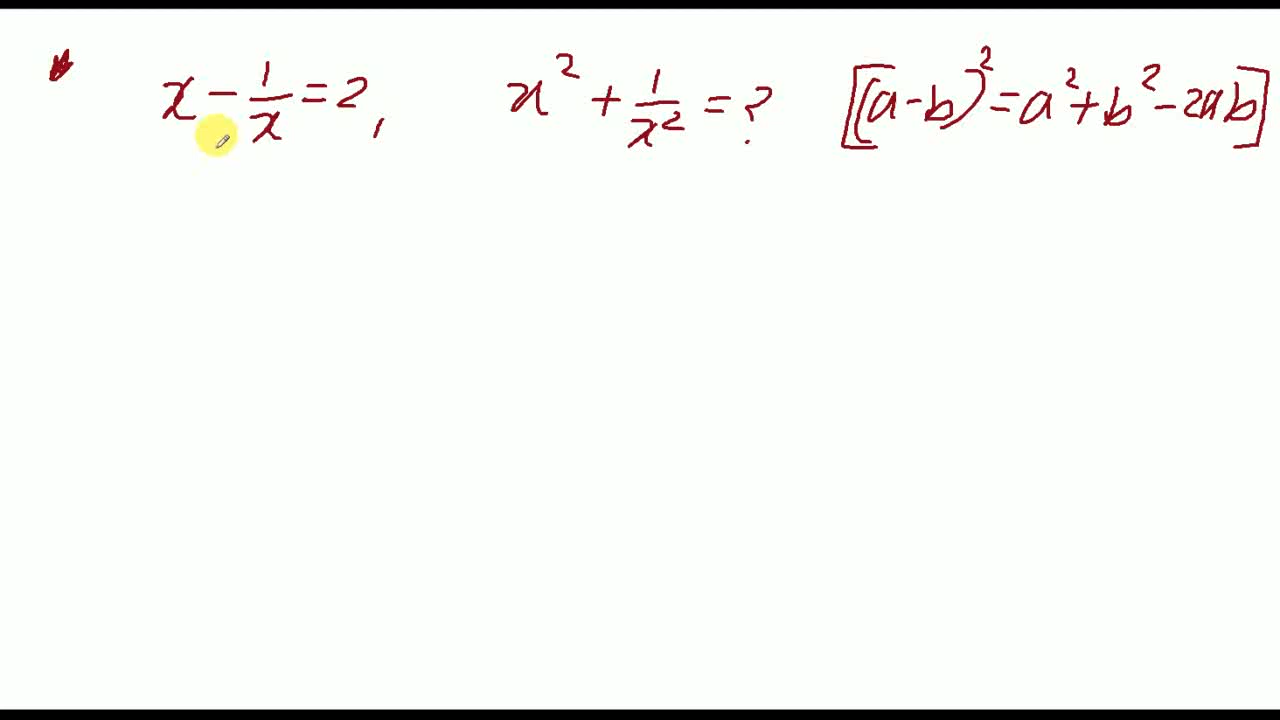 x - 1/x = 2, x² + 1/x² = ? [(a-b)² = a² + b² - 2ab]